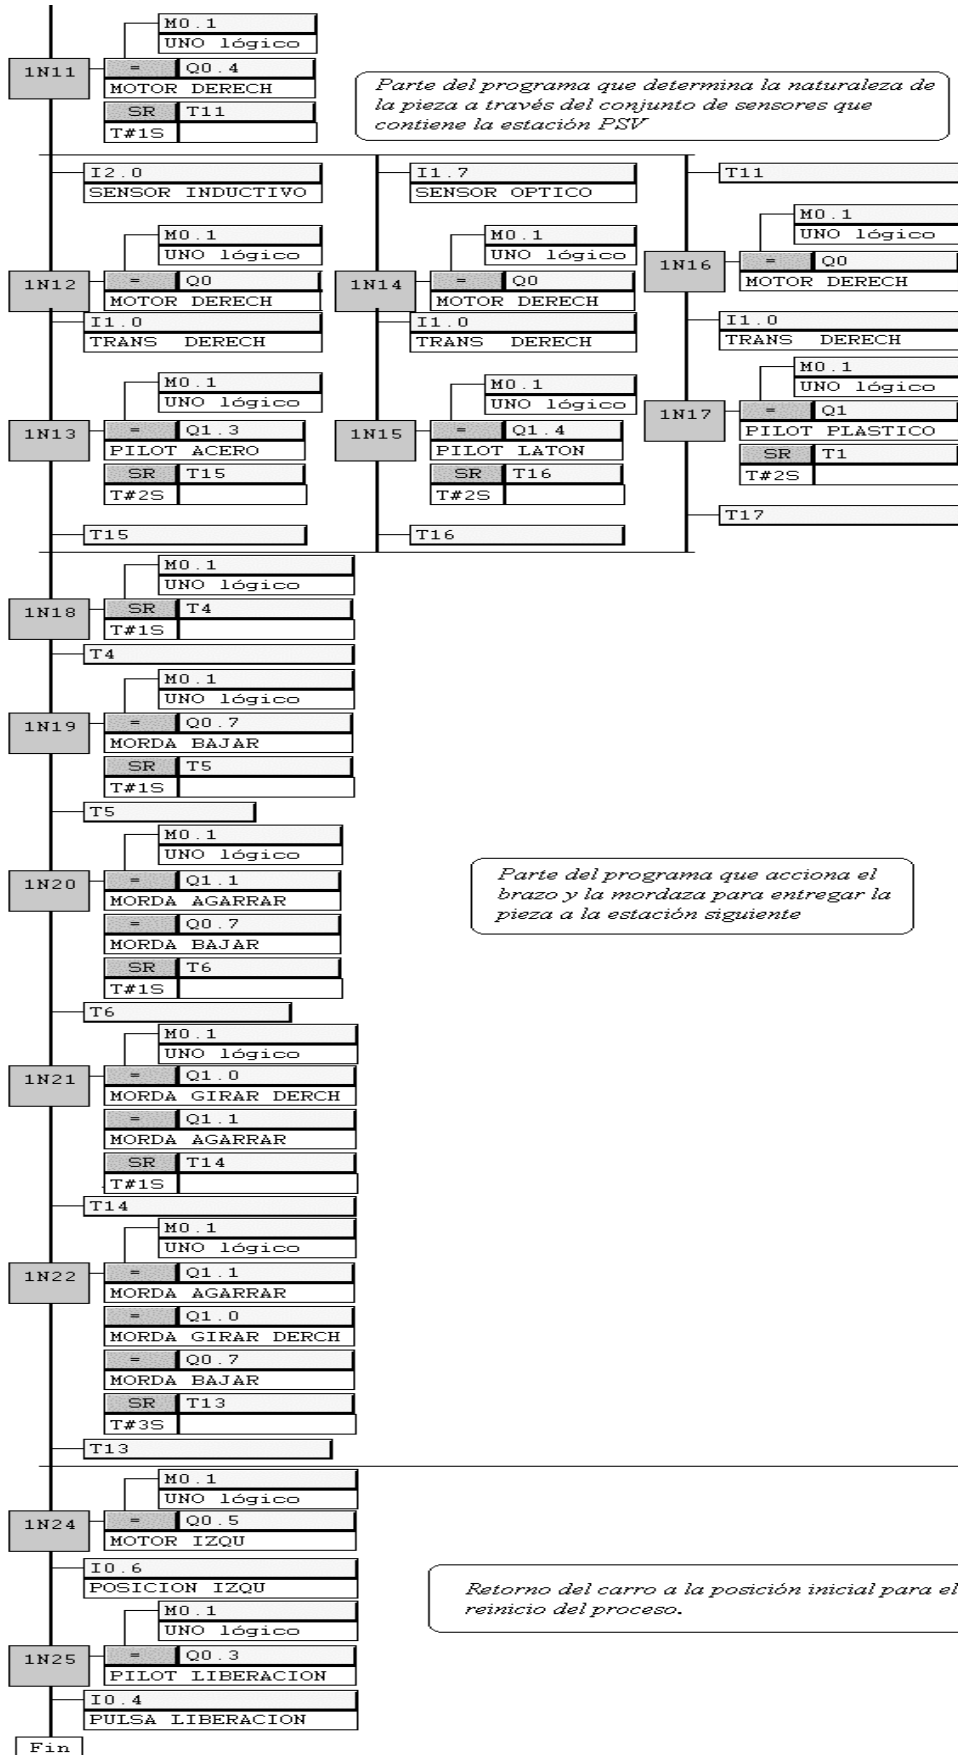 M0.1
UNO lógico
1N11
= Q0.4
MOTOR DERECH
SR T11
T#1S
Parte del programa que determina la naturaleza de
la pieza a través del conjunto de sensores que
contiene la estación PSV
I2.0
SENSOR INDUCTIVO
M0.1
UNO lógico
1N12
= Q0
MOTOR DERECH
I1.0
TRANS DERECH
M0.1
UNO lógico
1N13
= Q1.3
PILOT ACERO
SR T15
T#2S
T15
I1.7
SENSOR OPTICO
M0.1
UNO lógico
1N14
= Q0
MOTOR DERECH
I1.0
TRANS DERECH
M0.1
UNO lógico
1N15
= Q1.4
PILOT LATON
SR T16
T#2S
T16
T11
M0.1
UNO lógico
1N16
= Q0
MOTOR DERECH
I1.0
TRANS DERECH
M0.1
UNO lógico
1N17
= Q1
PILOT PLASTICO
SR T1
T#2S
T17
M0.1
UNO lógico
1N18
SR T4
T#1S
T4
M0.1
UNO lógico
1N19
= Q0.7
MORDA BAJAR
SR T5
T#1S
T5
M0.1
UNO lógico
1N20
= Q1.1
MORDA AGARRAR
= Q0.7
MORDA BAJAR
SR T6
T#1S
Parte del programa que acciona el
brazo y la mordaza para entregar la
pieza a la estación siguiente
T6
M0.1
UNO lógico
1N21
= Q1.0
MORDA GIRAR DERCH
= Q1.1
MORDA AGARRAR
SR T14
T#1S
T14
M0.1
UNO lógico
1N22
= Q1.1
MORDA AGARRAR
= Q1.0
MORDA GIRAR DERCH
= Q0.7
MORDA BAJAR
SR T13
T#3S
T13
M0.1
UNO lógico
1N24
= Q0.5
MOTOR IZQU
I0.6
POSICION IZQU
Retorno del carro a la posición inicial para el
reinicio del proceso.
M0.1
UNO lógico
1N25
= Q0.3
PILOT LIBERACION
I0.4
PULSA LIBERACION
Fin